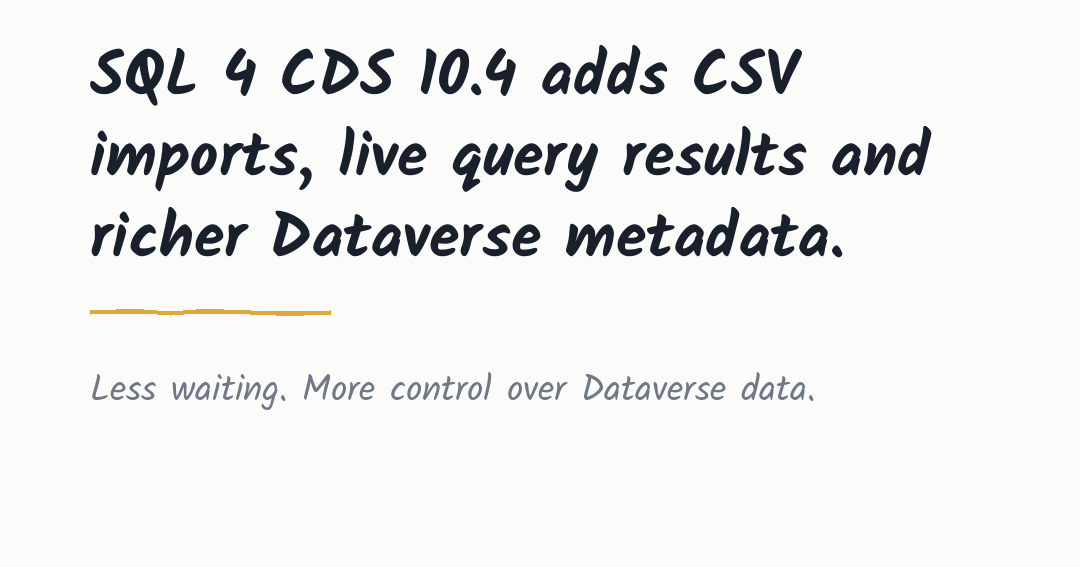 SQL 4 CDS 10.4 adds CSV
imports, live query results and
richer Dataverse metadata.
Less waiting. More control over Dataverse data.